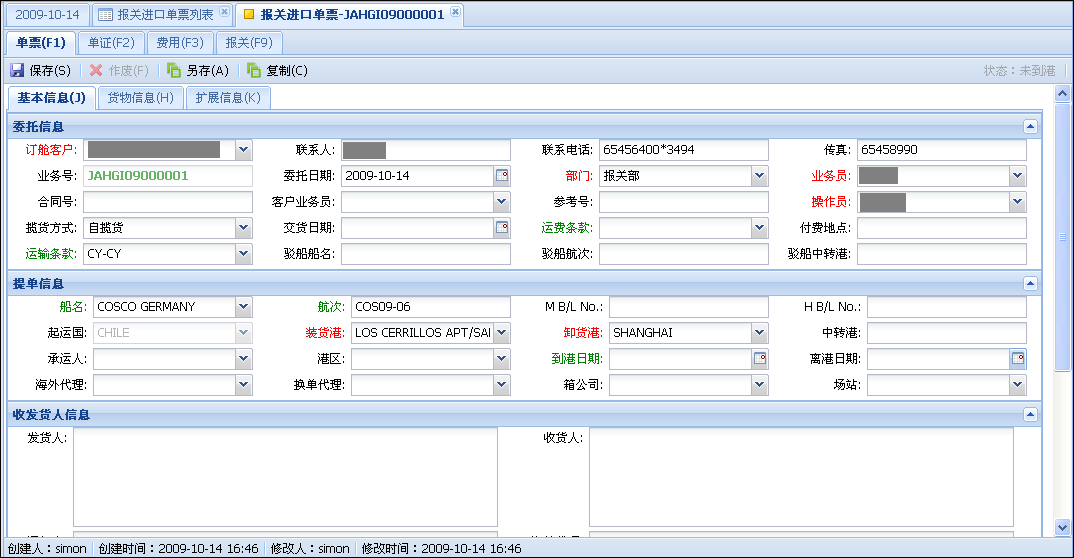 2009-10-14 报关进口单票列表 报关进口单票-JAHGI09000001
单票(F1) 单证(F2) 费用(F3) 报关(F9)
保存(S) 作废(F) 另存(A) 复制(C) 状态：未到港
基本信息(J) 货物信息(H) 扩展信息(K)
委托信息
订舱客户: 联系人: 联系电话: 65456400*3494 传真: 65458990
业务号: JAHGI09000001 委托日期: 2009-10-14 部门: 报关部 业务员:
合同号: 客户业务员: 参考号: 操作员:
揽货方式: 自揽货 交货日期: 运费条款: 付费地点:
运输条款: CY-CY 驳船船名: 驳船航次: 驳船中转港:
提单信息
船名: COSCO GERMANY 航次: COS09-06 M B/L No.: H B/L No.:
起运国: CHILE 装货港: LOS CERRILLOS APT/SAI 卸货港: SHANGHAI 中转港:
承运人: 港区: 到港日期: 离港日期:
海外代理: 换单代理: 箱公司: 场站:
收发货人信息
发货人: 收货人:
创建人：simon 创建时间：2009-10-14 16:46 修改人：simon 修改时间：2009-10-14 16:46